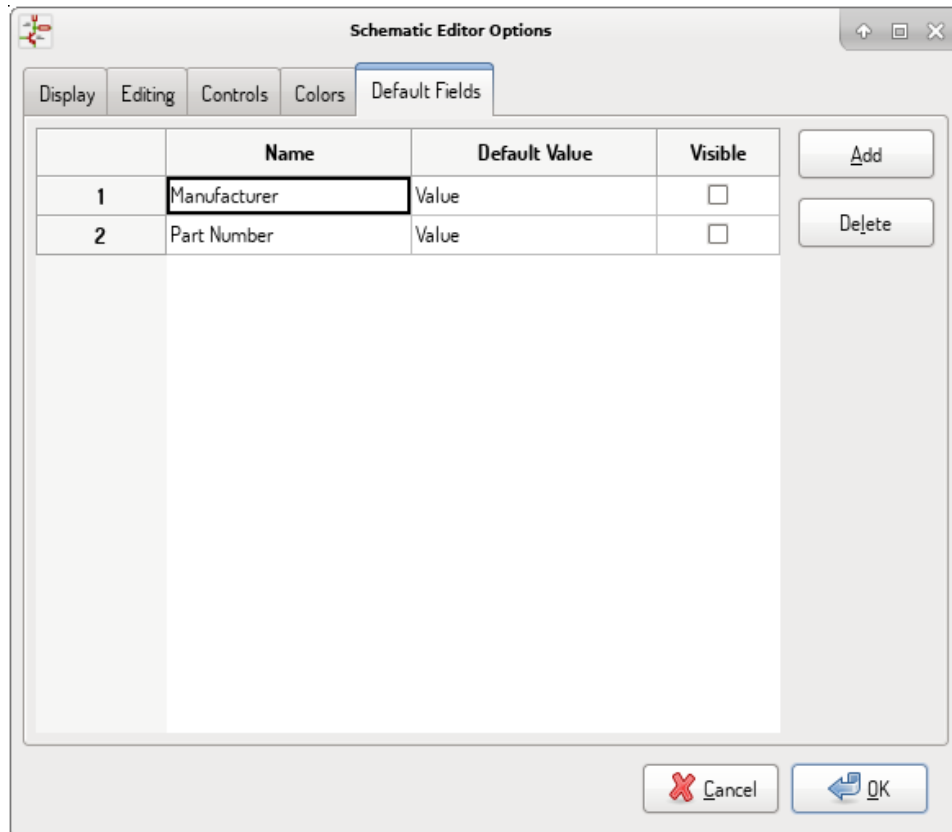 Schematic Editor Options
Display Editing Controls Colors Default Fields
Name Default Value Visible
Add
1 Manufacturer Value
Delete
2 Part Number Value
Cancel OK